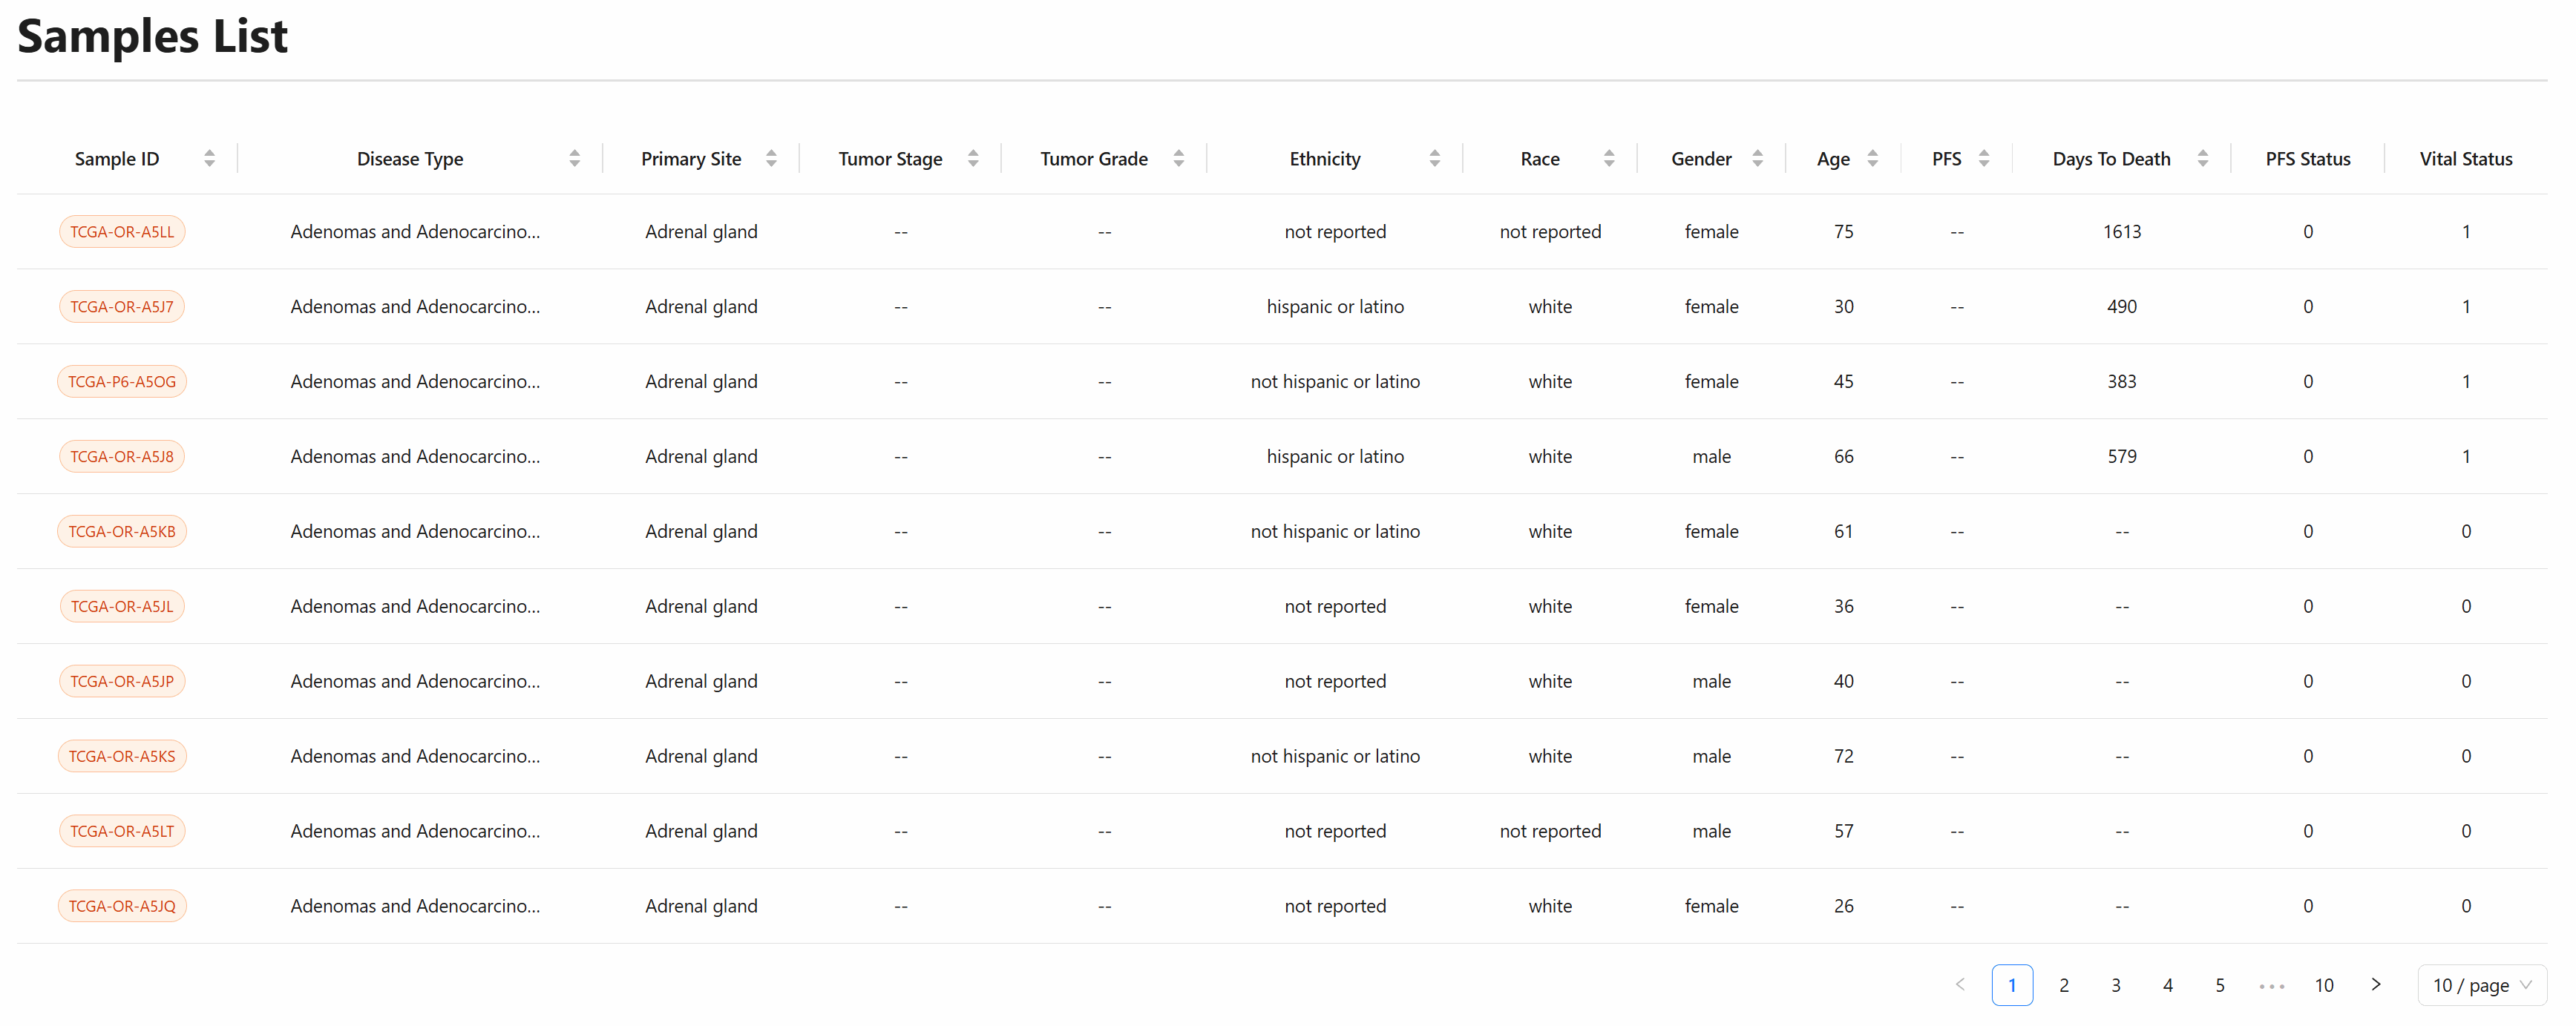 Samples List
Sample ID Disease Type Primary Site Tumor Stage Tumor Grade Ethnicity Race Gender Age PFS Days To Death PFS Status Vital Status
TCGA-OR-A5LL Adenomas and Adenocarcino... Adrenal gland -- -- not reported not reported female 75 -- 1613 0 1
TCGA-OR-A5J7 Adenomas and Adenocarcino... Adrenal gland -- -- hispanic or latino white female 30 -- 490 0 1
TCGA-P6-A5OG Adenomas and Adenocarcino... Adrenal gland -- -- not hispanic or latino white female 45 -- 383 0 1
TCGA-OR-A5J8 Adenomas and Adenocarcino... Adrenal gland -- -- hispanic or latino white male 66 -- 579 0 1
TCGA-OR-A5KB Adenomas and Adenocarcino... Adrenal gland -- -- not hispanic or latino white female 61 -- -- 0 0
TCGA-OR-A5JL Adenomas and Adenocarcino... Adrenal gland -- -- not reported white female 36 -- -- 0 0
TCGA-OR-A5JP Adenomas and Adenocarcino... Adrenal gland -- -- not reported white male 40 -- -- 0 0
TCGA-OR-A5KS Adenomas and Adenocarcino... Adrenal gland -- -- not hispanic or latino white male 72 -- -- 0 0
TCGA-OR-A5LT Adenomas and Adenocarcino... Adrenal gland -- -- not reported not reported male 57 -- -- 0 0
TCGA-OR-A5JQ Adenomas and Adenocarcino... Adrenal gland -- -- not reported white female 26 -- -- 0 0
< 1 2 3 4 5 ••• 10 > 10 / page